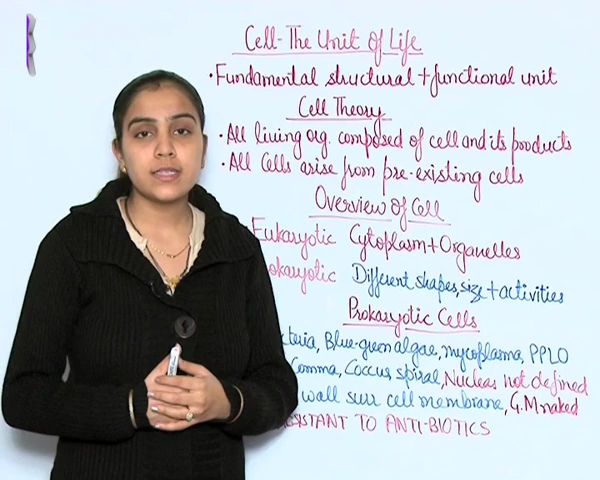 Cell-The Unit of Life
•Fundamental structural+functional unit
Cell Theory
•All living org. composed of cell and its products
•All Cells arise from pre-existing cells
Overview of Cell
Eukaryotic Cytoplasm+Organelles
okaryotic Different shapes, size+activities
Prokaryotic Cells
teria, Blue-green algae, mycoplasma, PPLO
Comma, Coccus, spiral, Nucleas not defined
wall surr cell membrane, G.M naked
SISTANT TO ANTI-BIOTICS